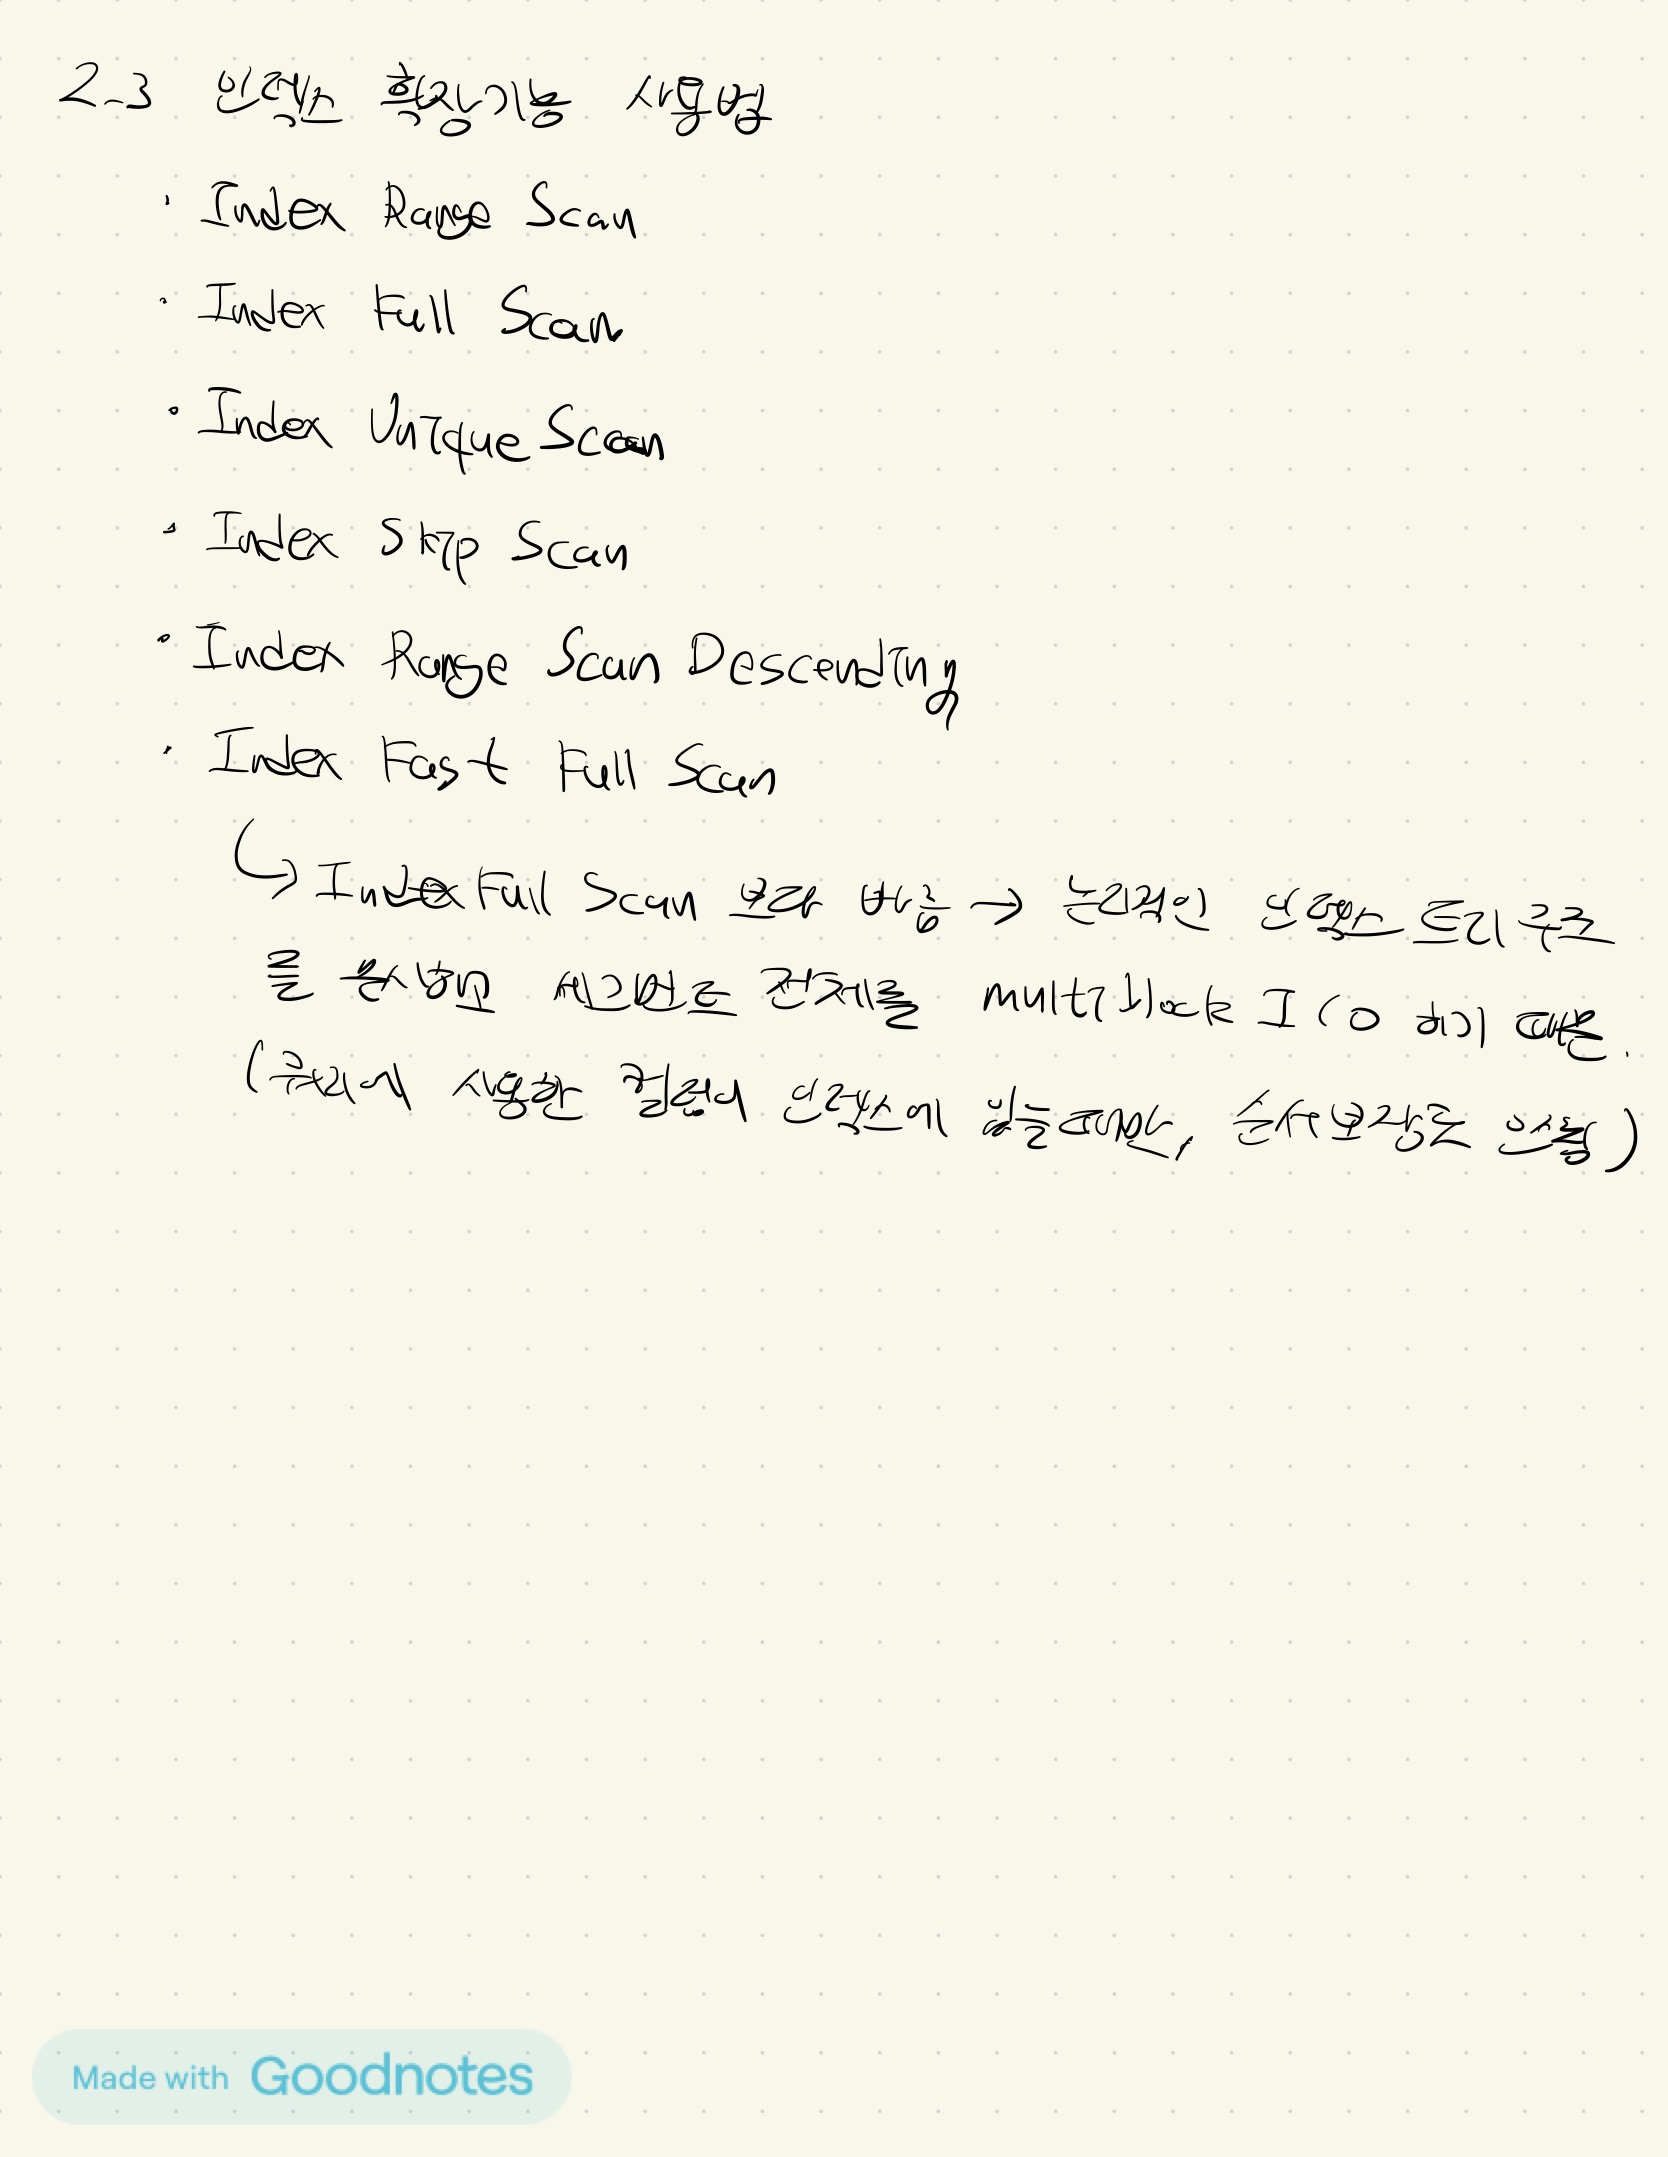 2-3 인덱스 확장기능 사용법
· Index Range Scan
· Index Full Scan
· Index Unique Scan
· Index Skip Scan
· Index Range Scan Descending
· Index Fast Full Scan
↳ Index Full Scan 보다 빠름 → 논리적인 인덱스 트리 구조
를 무시하고 세그먼트 전체를 multi block I/O 하기 때문.
(쿼리에 사용한 컬럼이 인덱스에 있을때만, 순서보장도 안됨)
Made with Goodnotes